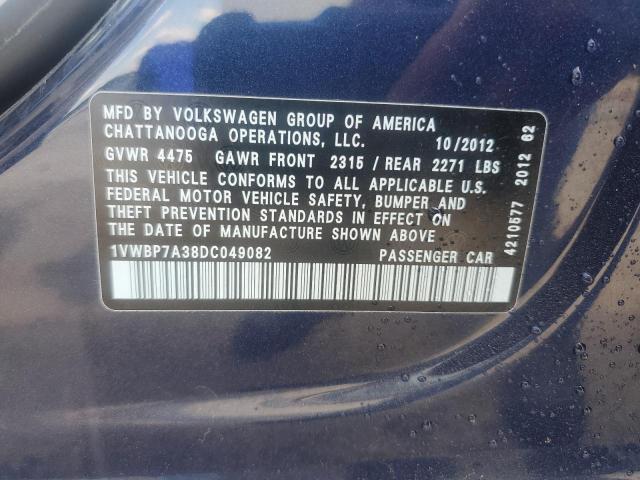 MFD BY VOLKSWAGEN GROUP OF AMERICA
CHATTANOOGA OPERATIONS, LLC. 10/2012
GVWR 4475 GAWR FRONT 2315 / REAR 2271 LBS
THIS VEHICLE CONFORMS TO ALL APPLICABLE U.S.
FEDERAL MOTOR VEHICLE SAFETY, BUMPER AND
THEFT PREVENTION STANDARDS IN EFFECT ON
THE DATE OF MANUFACTURE SHOWN ABOVE
1VWBP7A38DC049082 PASSENGER CAR
4210577 2012 62